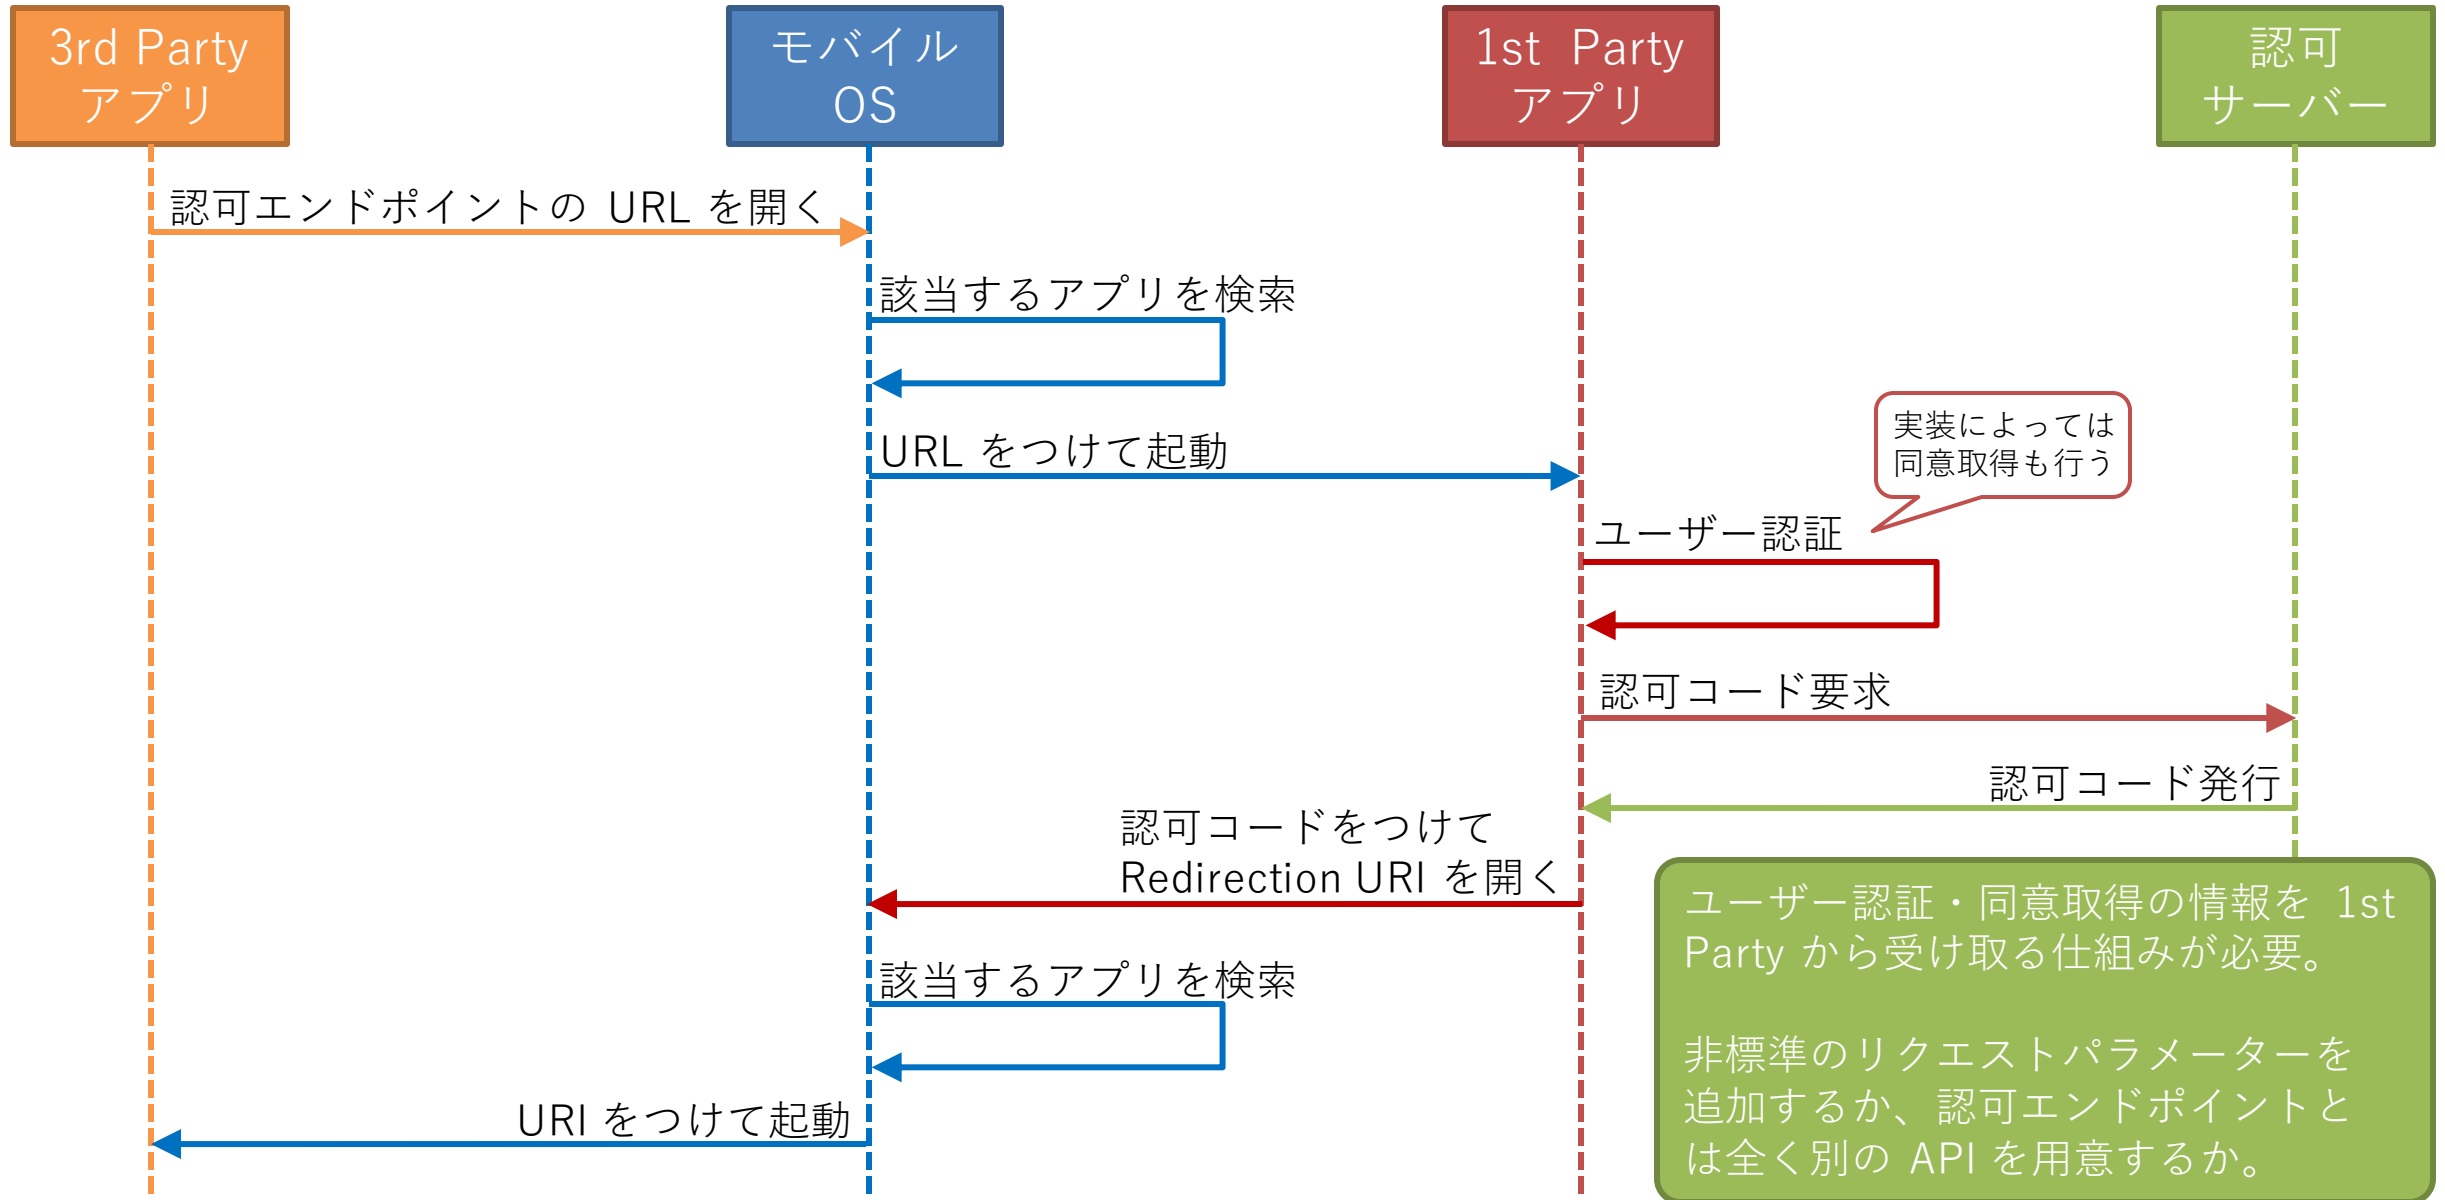 3rd Party
アプリ
モバイル
OS
1st Party
アプリ
認可
サーバー
認可エンドポイントの URL を開く
該当するアプリを検索
URL をつけて起動
実装によっては
同意取得も行う
ユーザー認証
認可コード要求
認可コード発行
認可コードをつけて
Redirection URI を開く
該当するアプリを検索
URI をつけて起動
ユーザー認証・同意取得の情報を 1st
Party から受け取る仕組みが必要。
非標準のリクエストパラメーターを
追加するか、認可エンドポイントと
は全く別の API を用意するか。